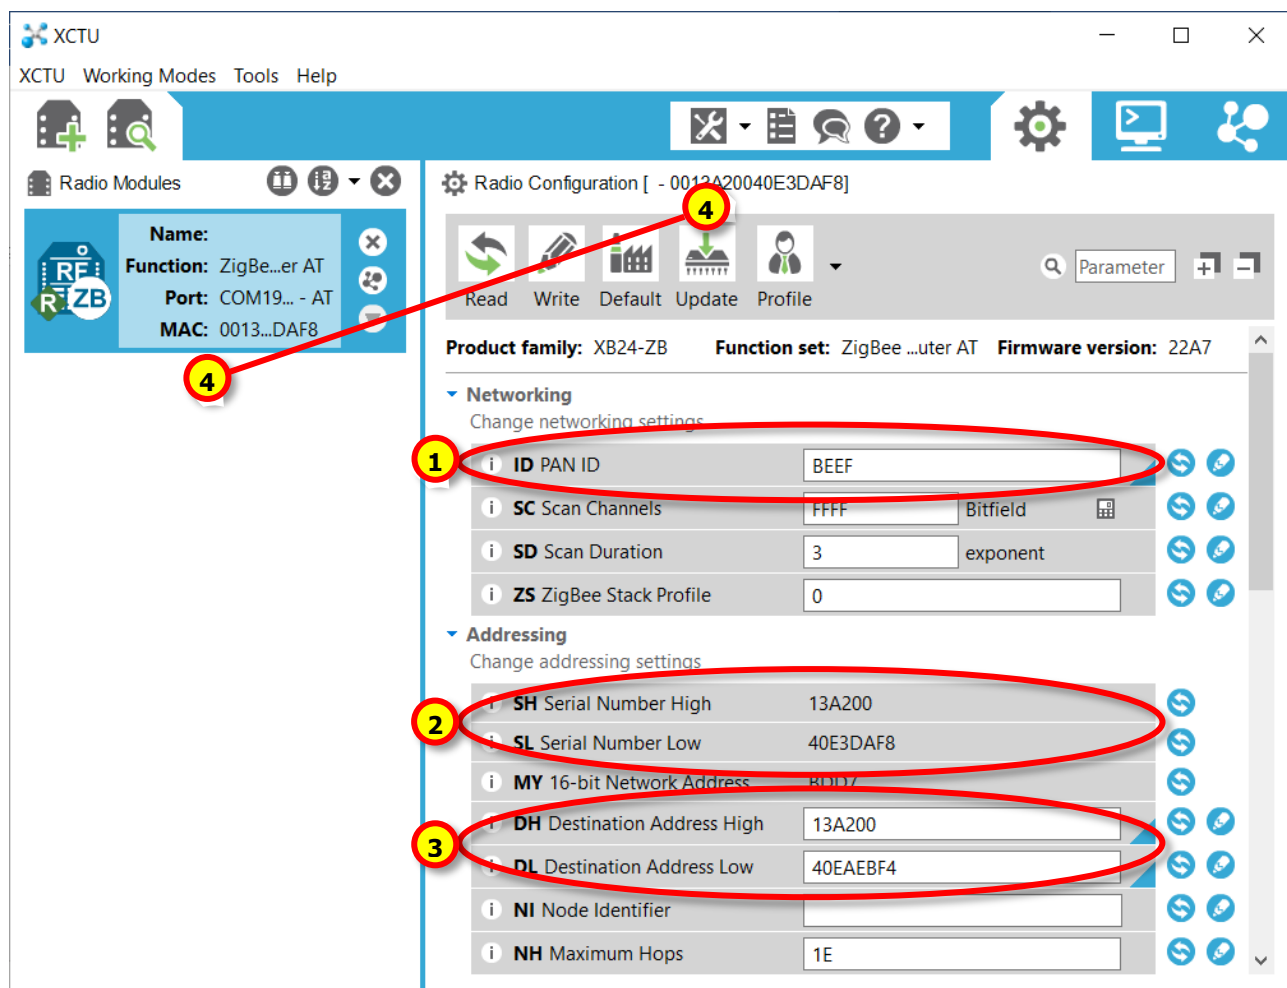 XCTU
XCTU Working Modes Tools Help
Radio Modules
Name:
Function: ZigBe...er AT
Port: COM19... - AT
MAC: 0013...DAF8
RF
R ZB
4
4
Radio Configuration [ - 0013A20040E3DAF8]
Read Write Default Update Profile
Parameter
Product family: XB24-ZB Function set: ZigBee ...uter AT Firmware version: 22A7
Networking
Change networking settings
1
ID PAN ID BEEF
SC Scan Channels FFFF Bitfield
SD Scan Duration 3 exponent
ZS ZigBee Stack Profile 0
Addressing
Change addressing settings
2
SH Serial Number High 13A200
SL Serial Number Low 40E3DAF8
MY 16-bit Network Address BDD7
3
DH Destination Address High 13A200
DL Destination Address Low 40EAEBF4
NI Node Identifier
NH Maximum Hops 1E